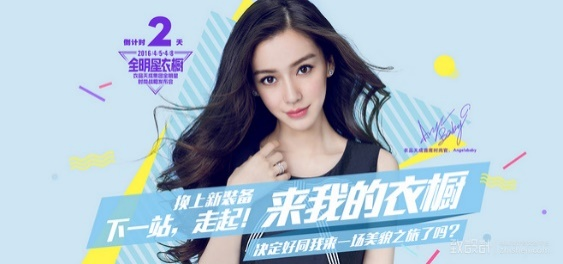 倒计时2天
2016/4/5-4/8
全明星衣橱
Angelababy
换上新装备
下一站，走起！
来我的衣橱
决定好同我来一场美貌之旅了吗？